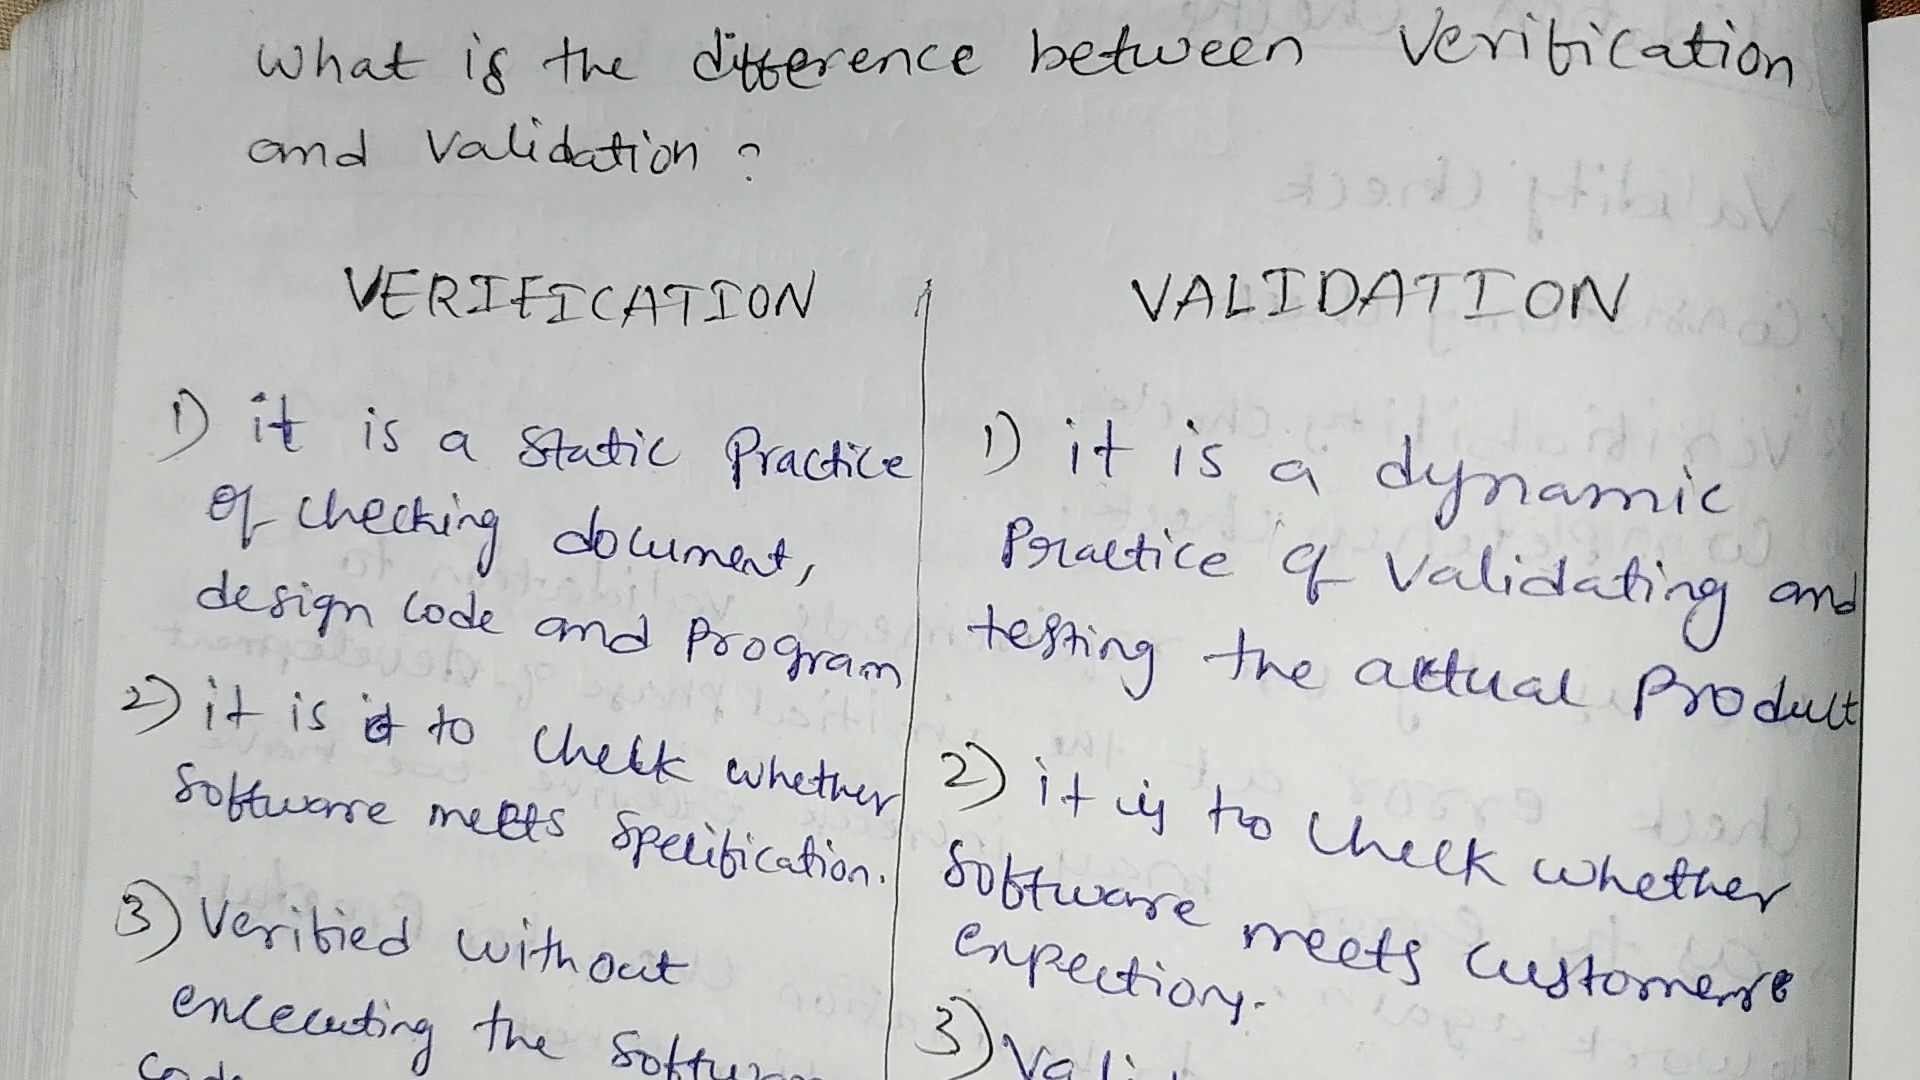 What is the difference between Verification
and Validation ?
VERIFICATION
1) it is a Static Practice
of checking document,
design code and Program
2) it is to check whether
Software meets Specification.
3) Verified without
the
VALIDATION
1) it is a dynamic
Practice of Validating and
testing the actual Product
2) it is to check whether
Software meets customers
3)